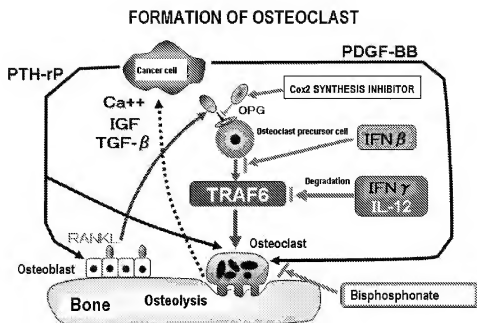 FORMATION OF OSTEOCLAST
PTH-rP
PDGF-BB
Cancer cell
Ca++
IGF
TGF-β
OPG
Cox2 SYNTHESIS INHIBITOR
Osteoclast precursor cell
IFN β
TRAF6
Degradation
IFN γ
IL-12
RANKL
Osteoclast
Osteoblast
Bone
Osteolysis
Bisphosphonate